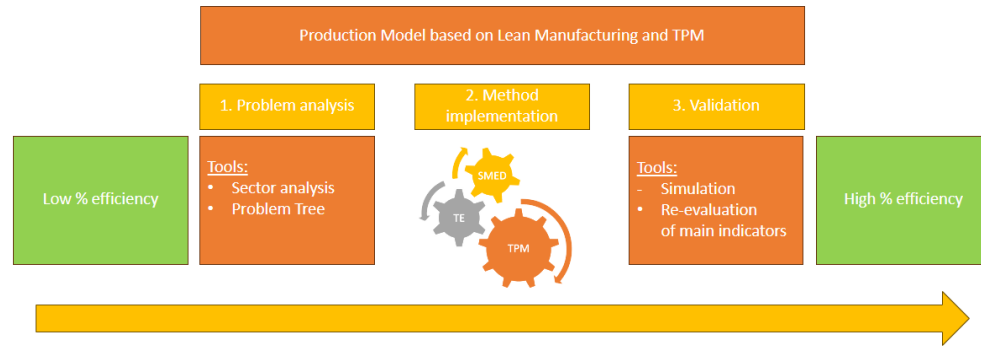 Production Model based on Lean Manufacturing and TPM
1. Problem analysis
2. Method
implementation
3. Validation
Low % efficiency
Tools:
• Sector analysis
• Problem Tree
SMED
TE
TPM
Tools:
- Simulation
• Re-evaluation
of main indicators
High % efficiency